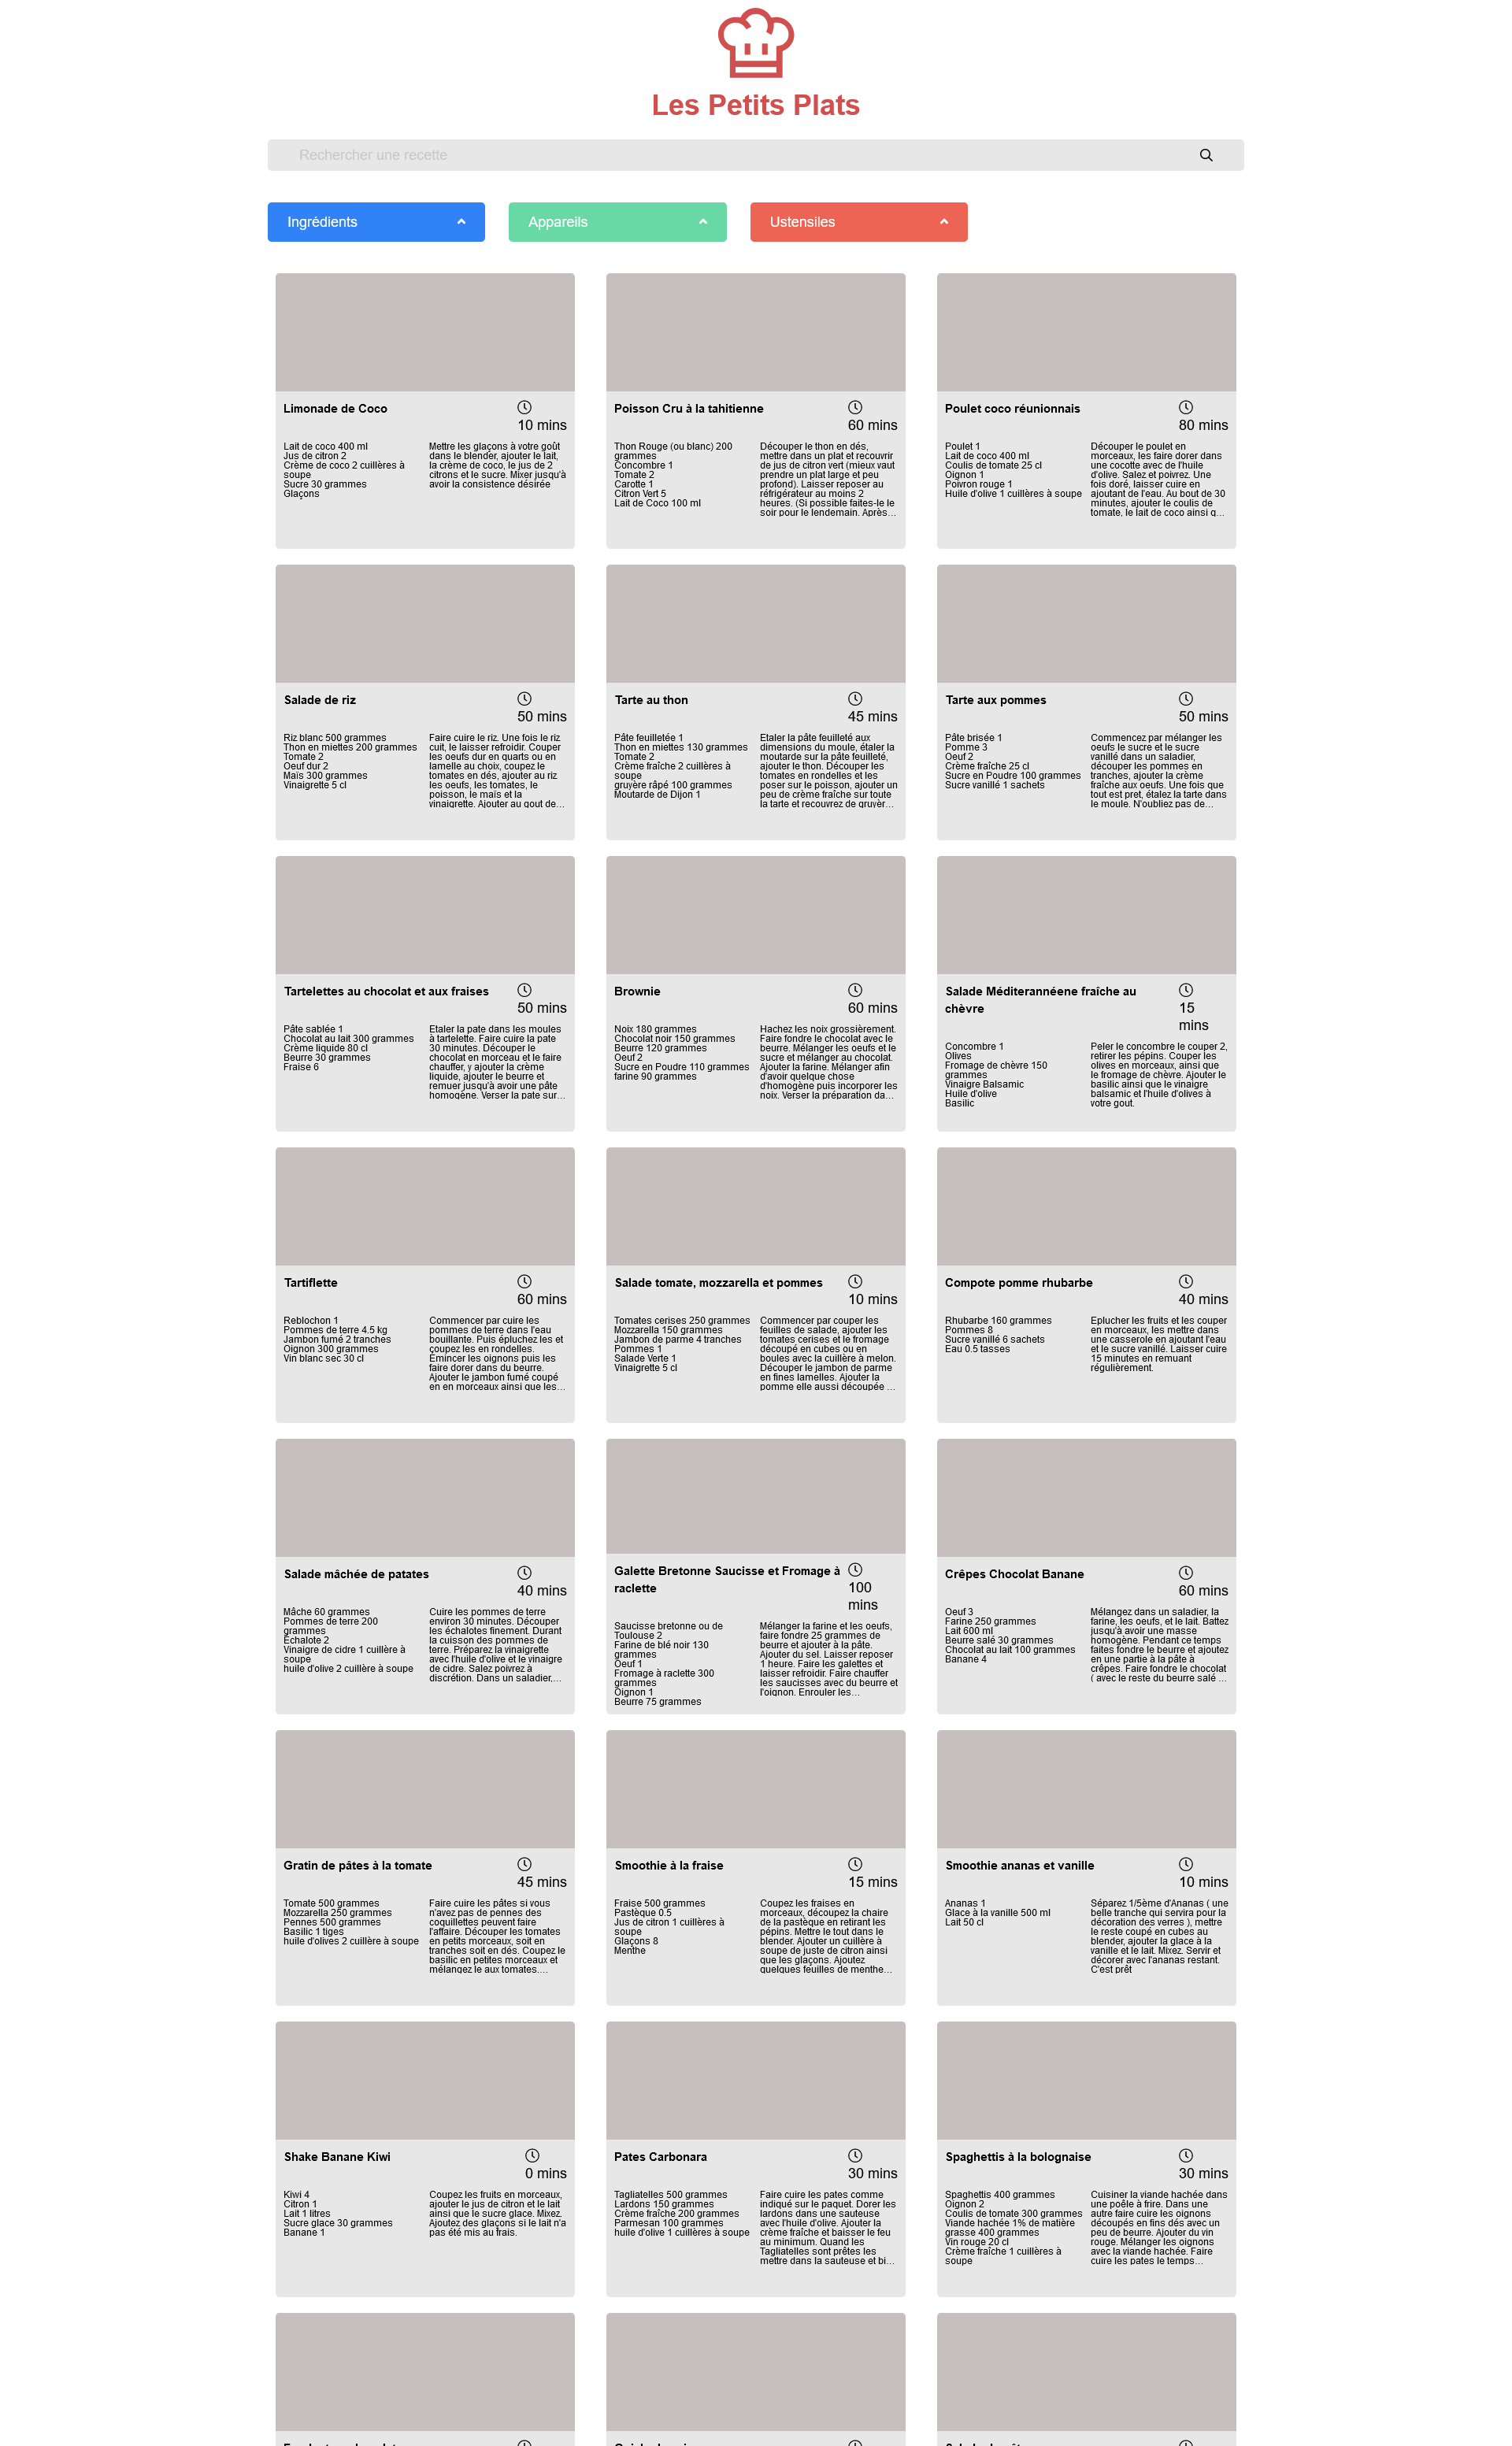 Les Petits Plats
Rechercher une recette
Ingrédients
Appareils
Ustensiles
Limonade de Coco
10 mins
Lait de coco 400 ml
Jus de citron 2
Crème de coco 2 cuillères à
soupe
Sucre 30 grammes
Glaçons
Mettre les glaçons à votre goût
dans le blender, ajouter le lait,
la crème de coco, le jus de 2
citrons et le sucre. Mixer jusqu'à
avoir la consistence désirée
Poisson Cru à la tahitienne
60 mins
Thon Rouge (ou blanc) 200
grammes
Concombre 1
Tomate 2
Carotte 1
Citron Vert 5
Lait de Coco 100 ml
Découper le thon en dés,
mettre dans un plat et recouvrir
de jus de citron vert (mieux vaut
prendre un plat large et peu
profond). Laisser reposer au
réfrigérateur au moins 2
heures. (Si possible faites-le le
soir pour le lendemain. Après…
Poulet coco réunionnais
80 mins
Poulet 1
Lait de coco 400 ml
Coulis de tomate 25 cl
Oignon 1
Poivron rouge 1
Huile d'olive 1 cuillères à soupe
Découper le poulet en
morceaux, les faire dorer dans
une cocotte avec de l'huile
d'olive. Salez et poivrez. Une
fois doré, laisser cuire en
ajoutant de l'eau. Au bout de 30
minutes, ajouter le coulis de
tomate, le lait de coco ainsi q…
Salade de riz
50 mins
Riz blanc 500 grammes
Thon en miettes 200 grammes
Tomate 2
Oeuf dur 2
Maïs 300 grammes
Vinaigrette 5 cl
Faire cuire le riz. Une fois le riz
cuit, le laisser refroidir. Couper
les oeufs dur en quarts ou en
lamelle au choix, coupez le
tomates en dés, ajouter au riz
les oeufs, les tomates, le
poisson, le maïs et la
vinaigrette. Ajouter au gout de…
Tarte au thon
45 mins
Pâte feuilletée 1
Thon en miettes 130 grammes
Tomate 2
Crème fraîche 2 cuillères à
soupe
gruyère râpé 100 grammes
Moutarde de Dijon 1
Etaler la pâte feuilleté aux
dimensions du moule, étaler la
moutarde sur la pâte feuilleté,
ajouter le thon. Découper les
tomates en rondelles et les
poser sur le poisson, ajouter un
peu de crème fraîche sur toute
la tarte et recouvrez de gruyèr…
Tarte aux pommes
50 mins
Pâte brisée 1
Pomme 3
Oeuf 2
Crème fraîche 25 cl
Sucre en Poudre 100 grammes
Sucre vanillé 1 sachets
Commencez par mélanger les
oeufs le sucre et le sucre
vanillé dans un saladier,
découper les pommes en
tranches, ajouter la crème
fraîche aux oeufs. Une fois que
tout est pret, étalez la tarte dans
le moule. N'oubliez pas de…
Tartelettes au chocolat et aux fraises
50 mins
Pâte sablée 1
Chocolat au lait 300 grammes
Crème liquide 80 cl
Beurre 30 grammes
Fraise 6
Etaler la pate dans les moules
à tartelette. Faire cuire la pate
30 minutes. Découper le
chocolat en morceau et le faire
chauffer, y ajouter la crème
liquide, ajouter le beurre et
remuer jusqu'à avoir une pâte
homogène. Verser la pate sur…
Brownie
60 mins
Noix 180 grammes
Chocolat noir 150 grammes
Beurre 120 grammes
Oeuf 2
Sucre en Poudre 110 grammes
farine 90 grammes
Hachez les noix grossièrement.
Faire fondre le chocolat avec le
beurre. Mélanger les oeufs et le
sucre et mélanger au chocolat.
Ajouter la farine. Mélanger afin
d'avoir quelque chose
d'homogène puis incorporer les
noix. Verser la préparation da…
Salade Méditerannéene fraîche au
chèvre
15
mins
Concombre 1
Olives
Fromage de chèvre 150
grammes
Vinaigre Balsamic
Huile d'olive
Basilic
Peler le concombre le couper 2,
retirer les pépins. Couper les
olives en morceaux, ainsi que
le fromage de chèvre. Ajouter le
basilic ainsi que le vinaigre
balsamic et l'huile d'olives à
votre gout.
Tartiflette
60 mins
Reblochon 1
Pommes de terre 4.5 kg
Jambon fumé 2 tranches
Oignon 300 grammes
Vin blanc sec 30 cl
Commencer par cuire les
pommes de terre dans l'eau
bouillante. Puis épluchez les et
coupez les en rondelles.
Émincer les oignons puis les
faire dorer dans du beurre.
Ajouter le jambon fumé coupé
en en morceaux ainsi que les…
Salade tomate, mozzarella et pommes
10 mins
Tomates cerises 250 grammes
Mozzarella 150 grammes
Jambon de parme 4 tranches
Pommes 1
Salade Verte 1
Vinaigrette 5 cl
Commencer par couper les
feuilles de salade, ajouter les
tomates cerises et le fromage
découpé en cubes ou en
boules avec la cuillère à melon.
Découper le jambon de parme
en fines lamelles. Ajouter la
pomme elle aussi découpée …
Compote pomme rhubarbe
40 mins
Rhubarbe 160 grammes
Pommes 8
Sucre vanillé 6 sachets
Eau 0.5 tasses
Eplucher les fruits et les couper
en morceaux, les mettre dans
une casserole en ajoutant l'eau
et le sucre vanillé. Laisser cuire
15 minutes en remuant
régulièrement.
Salade mâchée de patates
40 mins
Mâche 60 grammes
Pommes de terre 200
grammes
Échalote 2
Vinaigre de cidre 1 cuillère à
soupe
huile d'olive 2 cuillère à soupe
Cuire les pommes de terre
environ 30 minutes. Découper
les échalotes finement. Durant
la cuisson des pommes de
terre. Préparez la vinaigrette
avec l'huile d'olive et le vinaigre
de cidre. Salez poivrez à
discrétion. Dans un saladier,…
Galette Bretonne Saucisse et Fromage à
raclette
100
mins
Saucisse bretonne ou de
Toulouse 2
Farine de blé noir 130
grammes
Oeuf 1
Fromage à raclette 300
grammes
Oignon 1
Beurre 75 grammes
Mélanger la farine et les oeufs,
faire fondre 25 grammes de
beurre et ajouter à la pâte.
Ajouter du sel. Laisser reposer
1 heure. Faire les galettes et
laisser refroidir. Faire chauffer
les saucisses avec du beurre et
l'oignon. Enrouler les…
Crêpes Chocolat Banane
60 mins
Oeuf 3
Farine 250 grammes
Lait 600 ml
Beurre salé 30 grammes
Chocolat au lait 100 grammes
Banane 4
Mélangez dans un saladier, la
farine, les oeufs, et le lait. Battez
jusqu'à avoir une masse
homogène. Pendant ce temps
faites fondre le beurre et ajoutez
en une partie à la pâte à
crêpes. Faire fondre le chocolat
( avec le reste du beurre salé …
Gratin de pâtes à la tomate
45 mins
Tomate 500 grammes
Mozzarella 250 grammes
Pennes 500 grammes
Basilic 1 tiges
huile d'olives 2 cuillère à soupe
Faire cuire les pâtes si vous
n'avez pas de pennes des
coquillettes peuvent faire
l'affaire. Découper les tomates
en petits morceaux, soit en
tranches soit en dés. Coupez le
basilic en petites morceaux et
mélangez le aux tomates.…
Smoothie à la fraise
15 mins
Fraise 500 grammes
Pastèque 0.5
Jus de citron 1 cuillères à
soupe
Glaçons 8
Menthe
Coupez les fraises en
morceaux, découpez la chaire
de la pastèque en retirant les
pépins. Mettre le tout dans le
blender. Ajouter un cuillère à
soupe de juste de citron ainsi
que les glaçons. Ajoutez
quelques feuilles de menthe…
Smoothie ananas et vanille
10 mins
Ananas 1
Glace à la vanille 500 ml
Lait 50 cl
Séparez 1/5ème d'Ananas ( une
belle tranche qui servira pour la
décoration des verres ), mettre
le reste coupé en cubes au
blender, ajouter la glace à la
vanille et le lait. Mixez. Servir et
décorer avec l'ananas restant.
C'est prêt
Shake Banane Kiwi
0 mins
Kiwi 4
Citron 1
Lait 1 litres
Sucre glace 30 grammes
Banane 1
Coupez les fruits en morceaux,
ajouter le jus de citron et le lait
ainsi que le sucre glace. Mixez.
Ajoutez des glaçons si le lait n'a
pas été mis au frais.
Pates Carbonara
30 mins
Tagliatelles 500 grammes
Lardons 150 grammes
Crème fraîche 200 grammes
Parmesan 100 grammes
huile d'olive 1 cuillères à soupe
Faire cuire les pates comme
indiqué sur le paquet. Dorer les
lardons dans une sauteuse
avec l'huile d'olive. Ajouter la
crème fraîche et baisser le feu
au minimum. Quand les
Tagliatelles sont prêtes les
mettre dans la sauteuse et bi…
Spaghettis à la bolognaise
30 mins
Spaghettis 400 grammes
Oignon 2
Coulis de tomate 300 grammes
Viande hachée 1% de matière
grasse 400 grammes
Vin rouge 20 cl
Crème fraîche 1 cuillères à
soupe
Cuisiner la viande hachée dans
une poêle à frire. Dans une
autre faire cuire les oignons
découpés en fins dés avec un
peu de beurre. Ajouter du vin
rouge. Mélanger les oignons
avec la viande hachée. Faire
cuire les pates le temps…